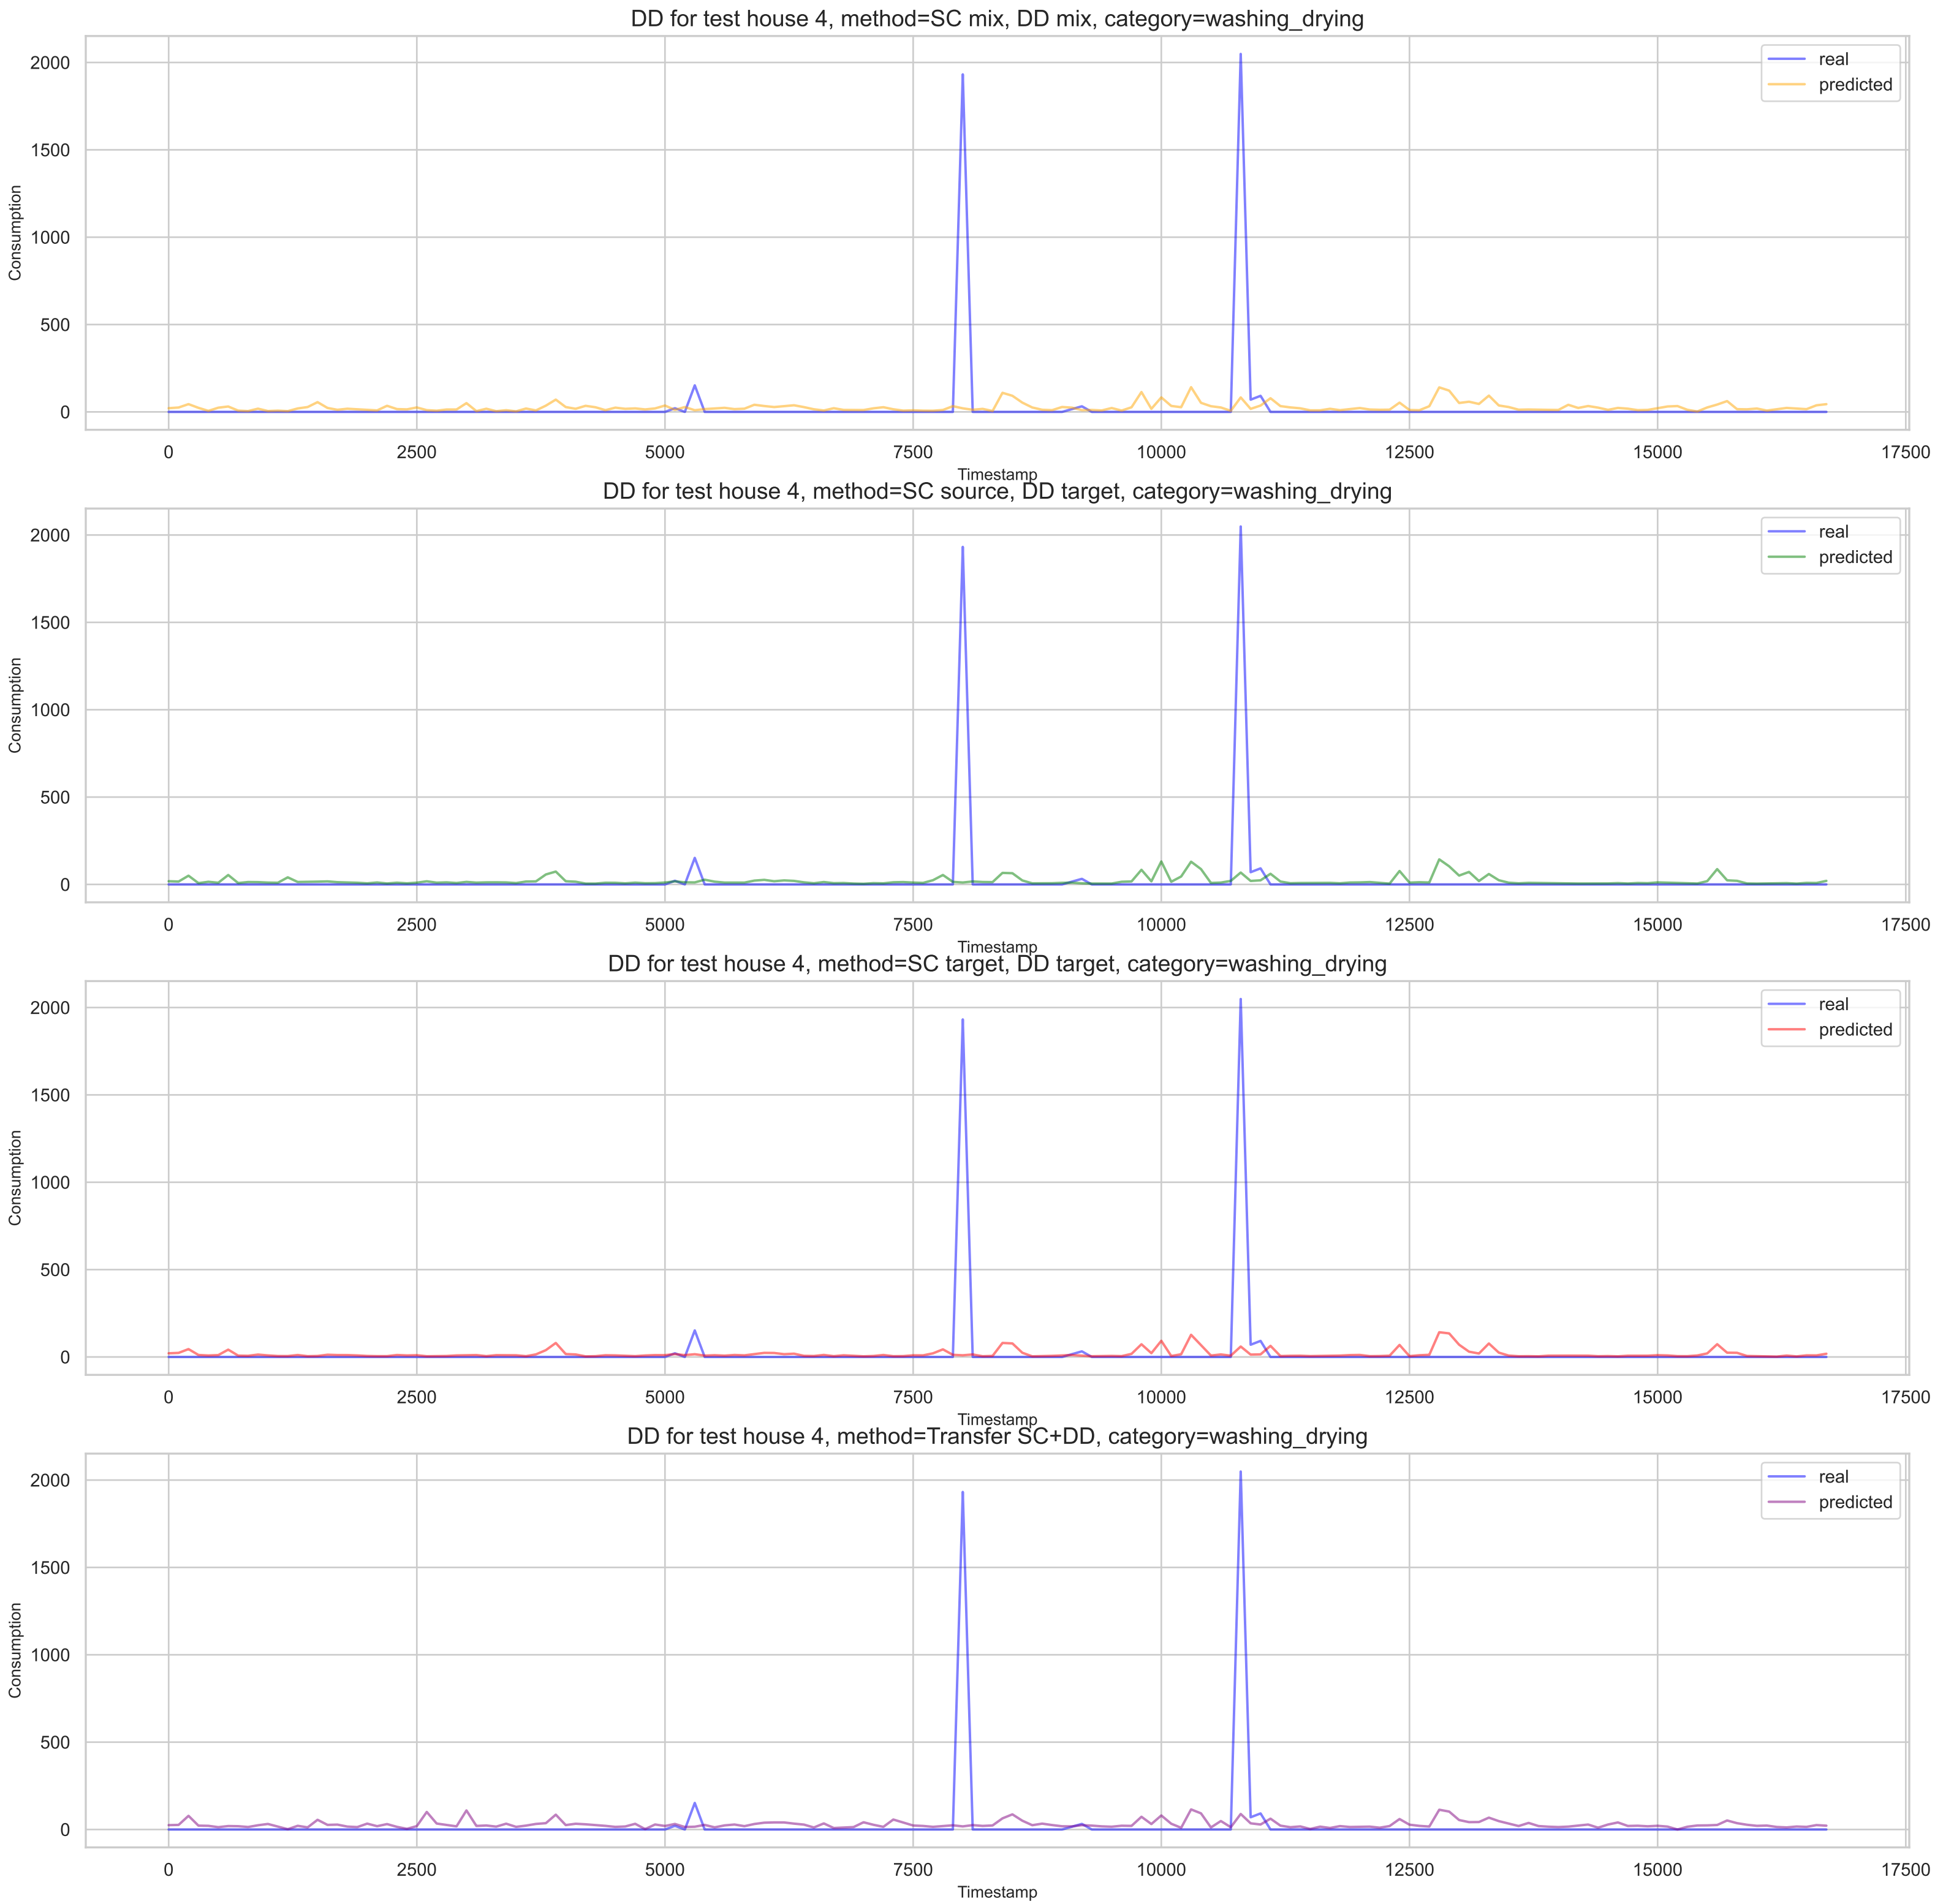 DD for test house 4, method=SC mix, DD mix, category=washing_drying
real
predicted
Consumption
2000
1500
1000
500
0
0 2500 5000 7500 10000 12500 15000 17500
Timestamp
DD for test house 4, method=SC source, DD target, category=washing_drying
real
predicted
Consumption
2000
1500
1000
500
0
0 2500 5000 7500 10000 12500 15000 17500
Timestamp
DD for test house 4, method=SC target, DD target, category=washing_drying
real
predicted
Consumption
2000
1500
1000
500
0
0 2500 5000 7500 10000 12500 15000 17500
Timestamp
DD for test house 4, method=Transfer SC+DD, category=washing_drying
real
predicted
Consumption
2000
1500
1000
500
0
0 2500 5000 7500 10000 12500 15000 17500
Timestamp